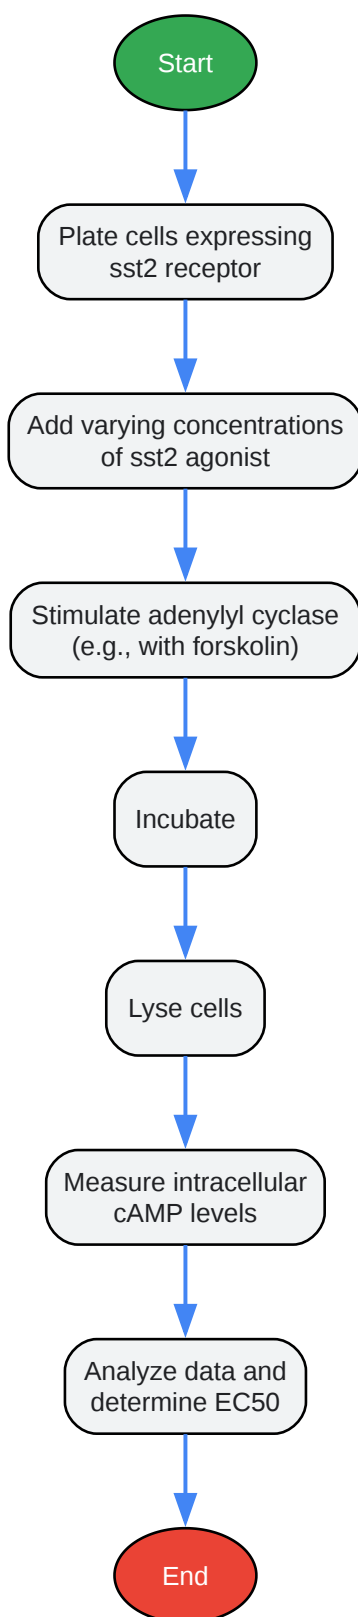 Start
Plate cells expressing
sst2 receptor
Add varying concentrations
of sst2 agonist
Stimulate adenylyl cyclase
(e.g., with forskolin)
Incubate
Lyse cells
Measure intracellular
cAMP levels
Analyze data and
determine EC50
End